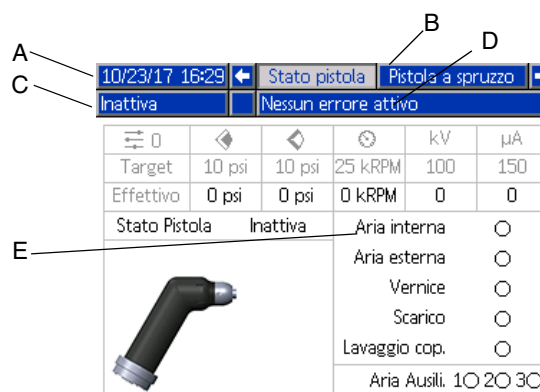 B
D
A
10/23/17 16:29 Stato pistola Pistola a spruzzo
C
Inattiva Nessun errore attivo
0 kV µA
Target 10 psi 10 psi 25 kRPM 100 150
Effettivo 0 psi 0 psi 0 kRPM 0 0
Stato Pistola Inattiva
Aria interna
E
Aria esterna
Vernice
Scarico
Lavaggio cop.
Aria Ausili. 1 2 3